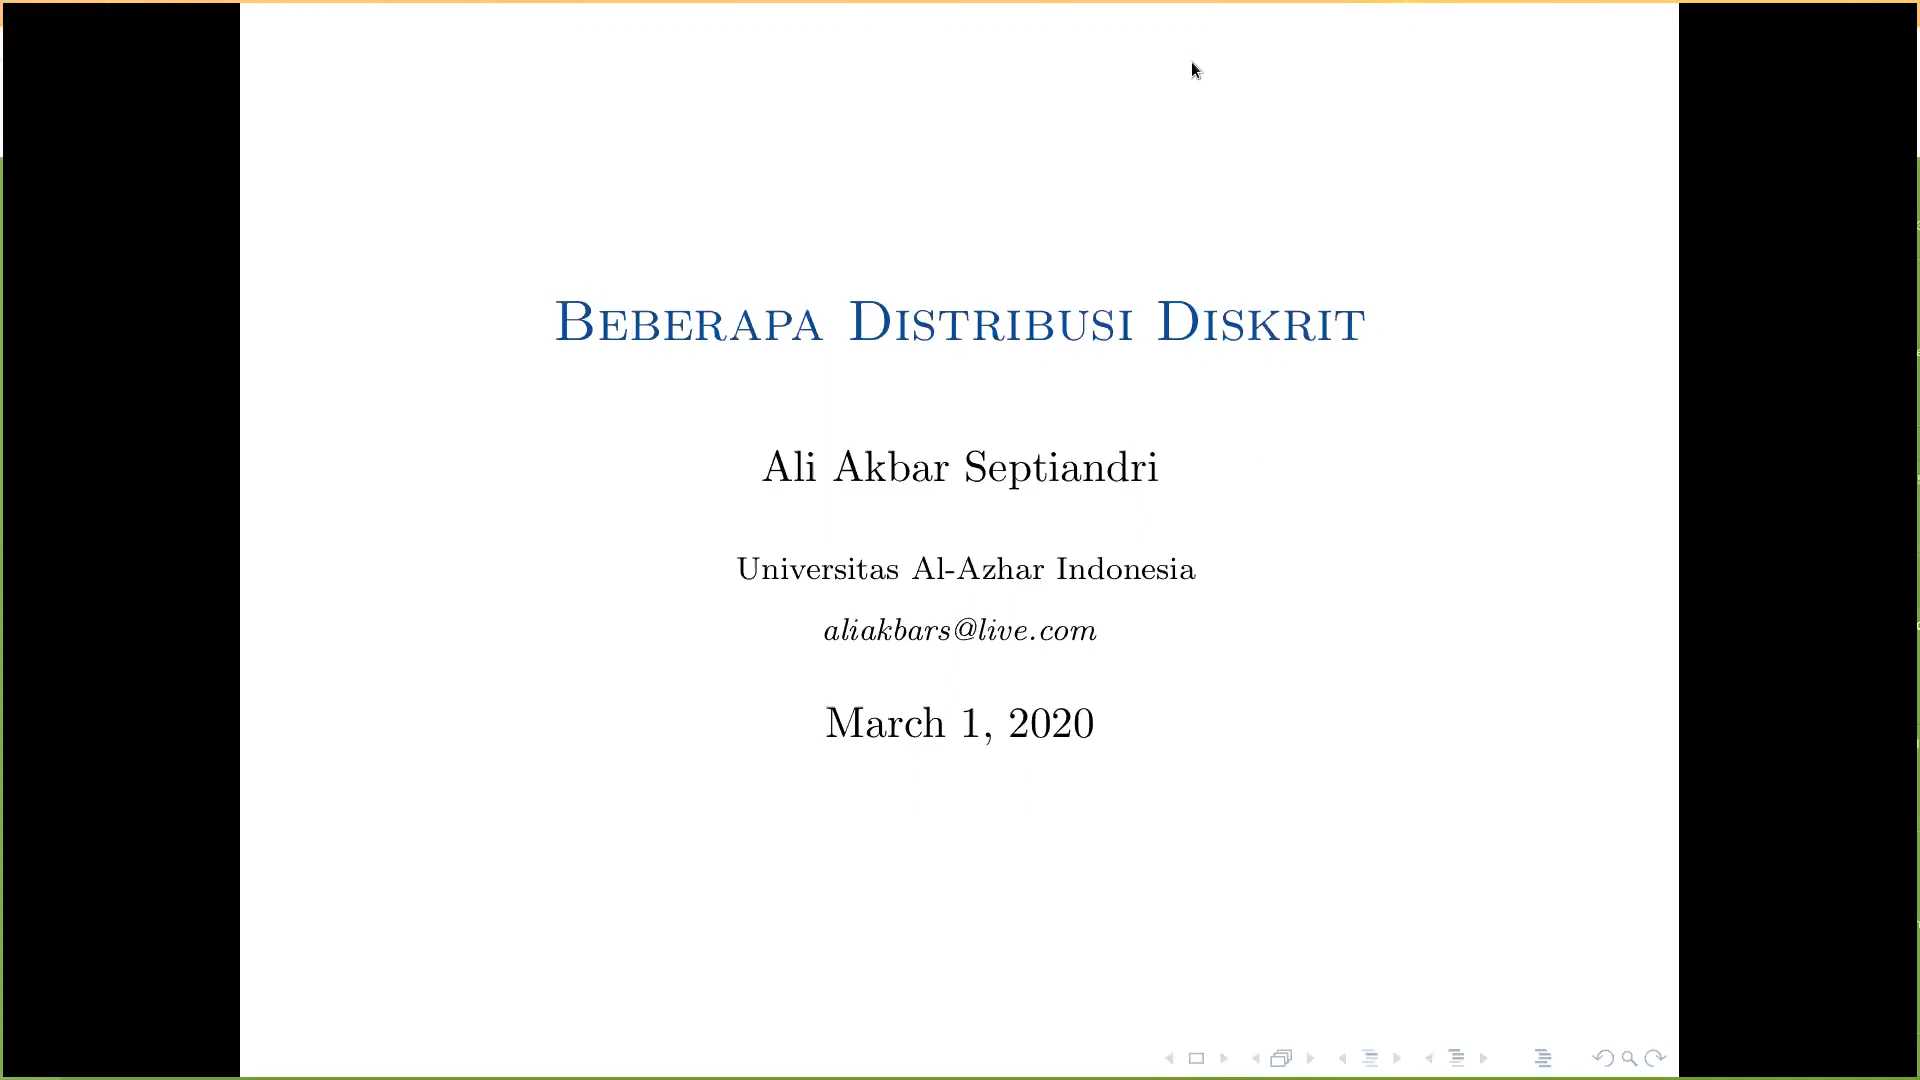 Beberapa Distribusi Diskrit
Ali Akbar Septiandri
Universitas Al-Azhar Indonesia
aliakbars@live.com
March 1, 2020